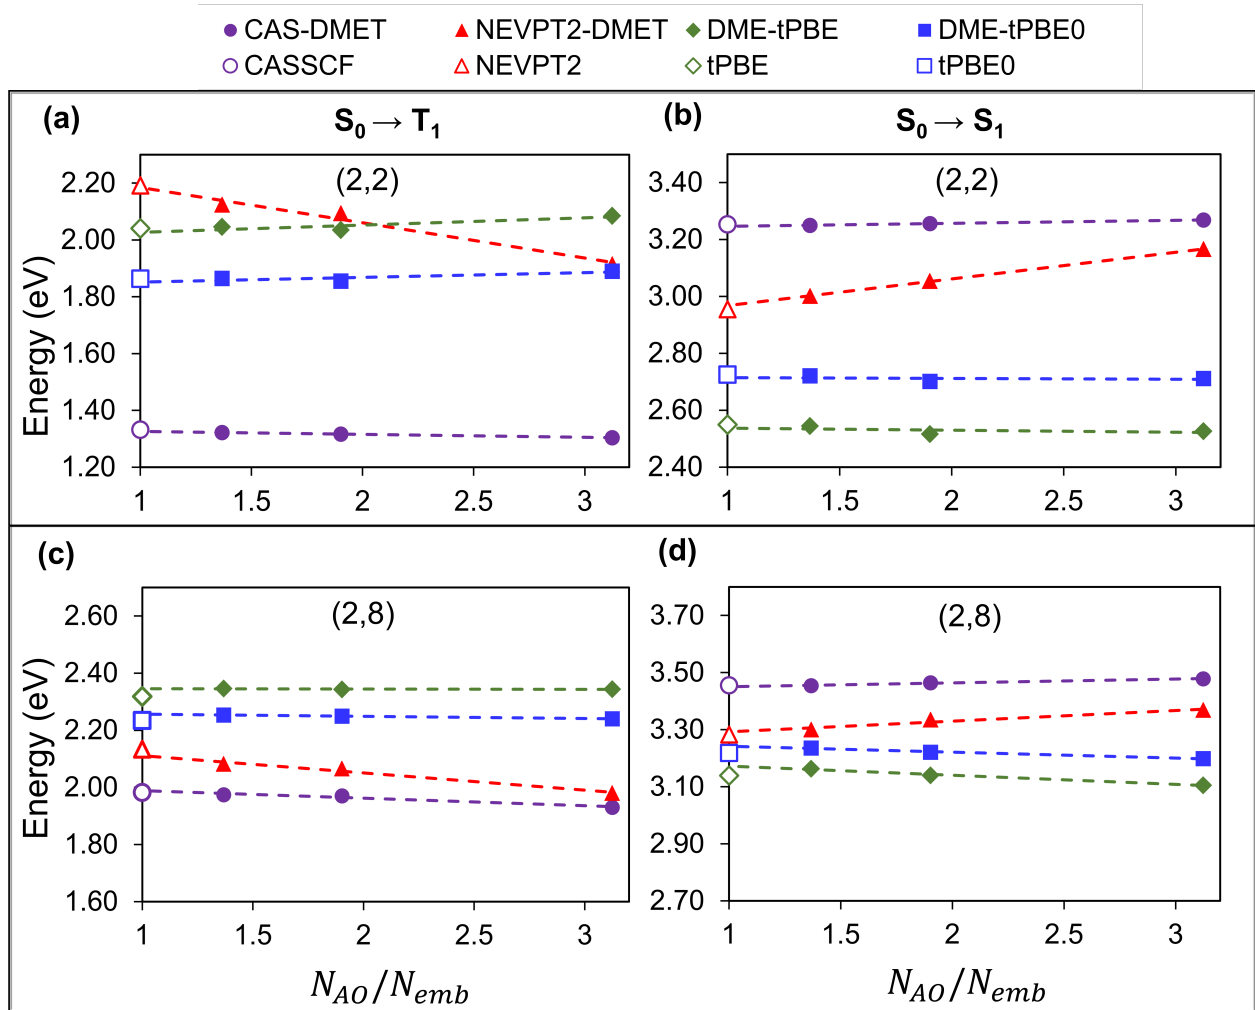 CAS-DMET NEVPT2-DMET DME-tPBE DME-tPBE0
CASSCF NEVPT2 tPBE tPBE0
(a) S₀ → T₁ (b) S₀ → S₁
(2,2) (2,2)
Energy (eV)
2.20
2.00
1.80
1.60
1.40
1.20
1 1.5 2 2.5 3
3.40
3.20
3.00
2.80
2.60
2.40
1 1.5 2 2.5 3
(c) (d)
(2,8) (2,8)
Energy (eV)
2.60
2.40
2.20
2.00
1.80
1.60
1 1.5 2 2.5 3
3.70
3.50
3.30
3.10
2.90
2.70
1 1.5 2 2.5 3
N_AO/N_emb N_AO/N_emb